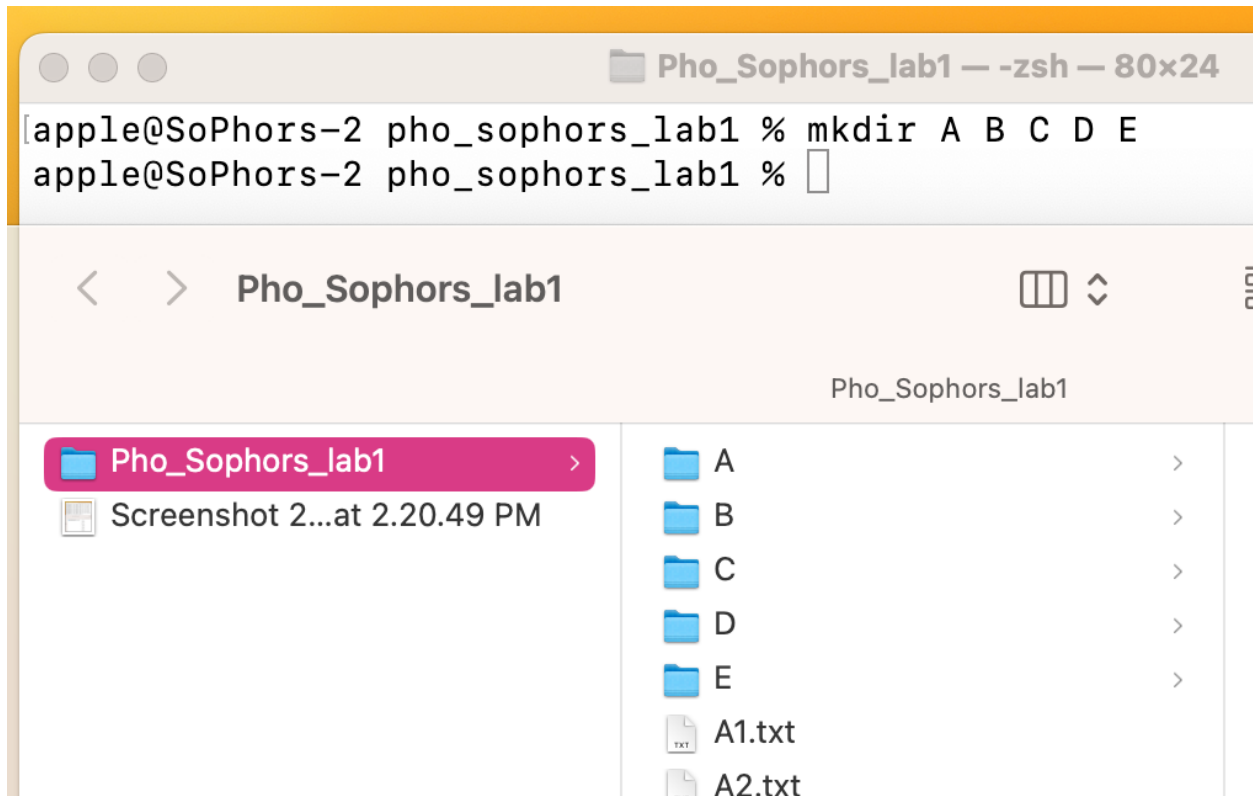 Pho_Sophors_lab1 — -zsh — 80×24
apple@SoPhors-2 pho_sophors_lab1 % mkdir A B C D E
apple@SoPhors-2 pho_sophors_lab1 %
Pho_Sophors_lab1
Pho_Sophors_lab1
Pho_Sophors_lab1
Screenshot 2...at 2.20.49 PM
A
B
C
D
E
TXT A1.txt
A2.txt